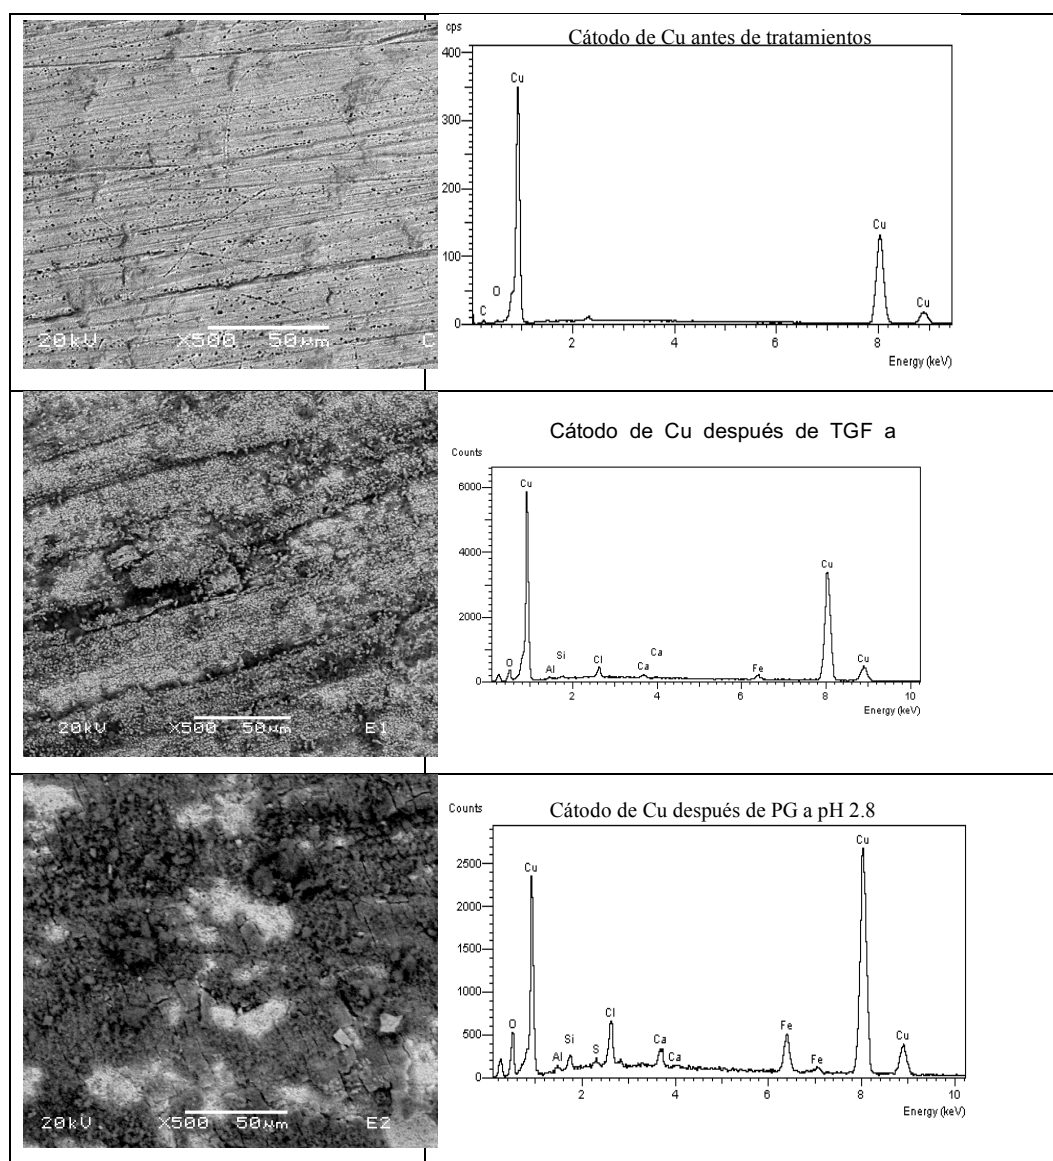 cps
Cátodo de Cu antes de tratamientos
400
Cu
300
200
Cu
100
O
C
Cu
0
2 4 6 8
Energy (keV)
20kV X500 50μm C
Cátodo de Cu después de TGF a
Counts
Cu
6000
4000
Cu
2000
O Al Si Cl Ca Ca Fe Cu
0
2 4 6 8 10
Energy (keV)
20kV X500 50μm E1
Counts
Cátodo de Cu después de PG a pH 2.8
Cu
2500
Cu
2000
1500
1000
Cl
O Fe
500
Si Ca Cu
Al S Ca Fe
0
2 4 6 8 10
Energy (keV)
20kV X500 50μm E2